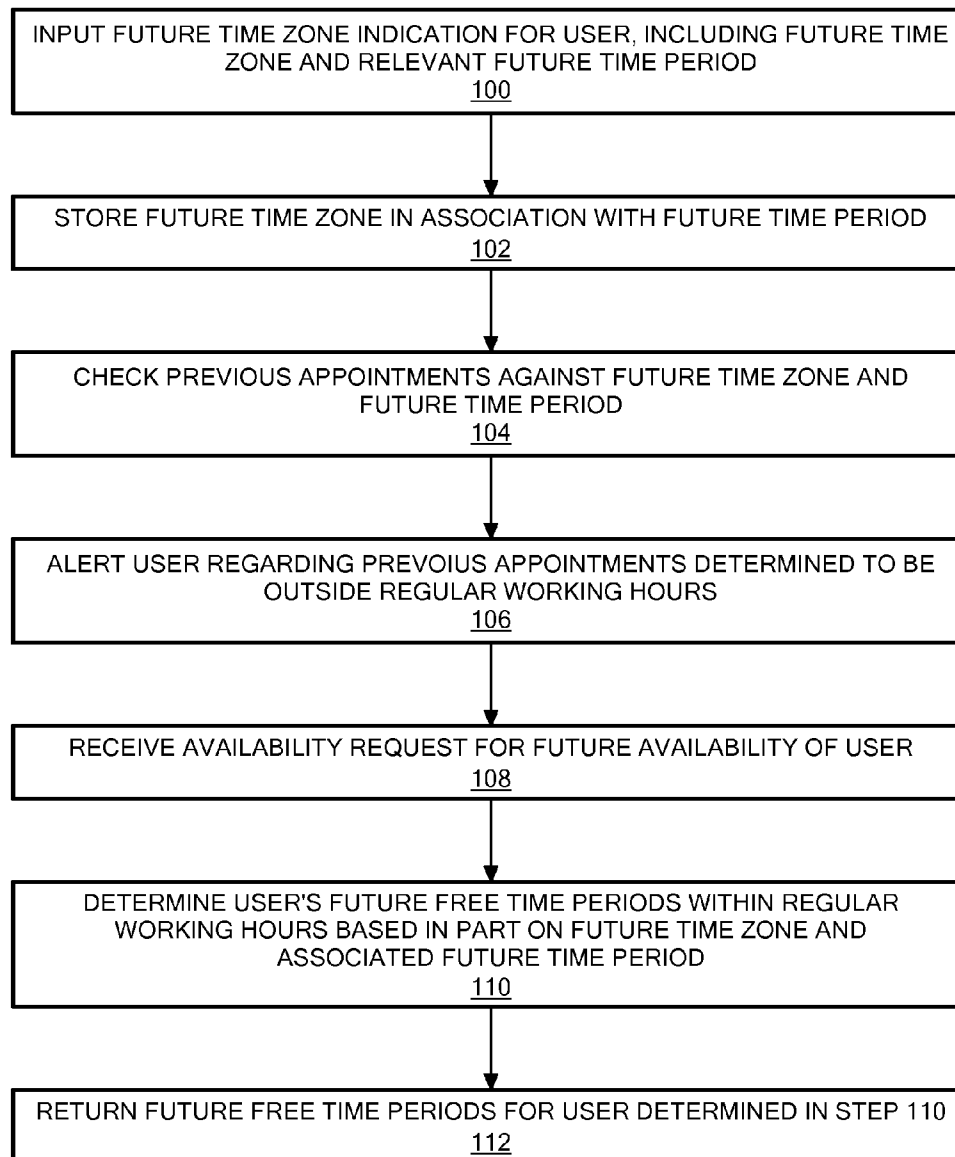 INPUT FUTURE TIME ZONE INDICATION FOR USER, INCLUDING FUTURE TIME
ZONE AND RELEVANT FUTURE TIME PERIOD
100
STORE FUTURE TIME ZONE IN ASSOCIATION WITH FUTURE TIME PERIOD
102
CHECK PREVIOUS APPOINTMENTS AGAINST FUTURE TIME ZONE AND
FUTURE TIME PERIOD
104
ALERT USER REGARDING PREVOIUS APPOINTMENTS DETERMINED TO BE
OUTSIDE REGULAR WORKING HOURS
106
RECEIVE AVAILABILITY REQUEST FOR FUTURE AVAILABILITY OF USER
108
DETERMINE USER'S FUTURE FREE TIME PERIODS WITHIN REGULAR
WORKING HOURS BASED IN PART ON FUTURE TIME ZONE AND
ASSOCIATED FUTURE TIME PERIOD
110
RETURN FUTURE FREE TIME PERIODS FOR USER DETERMINED IN STEP 110
112